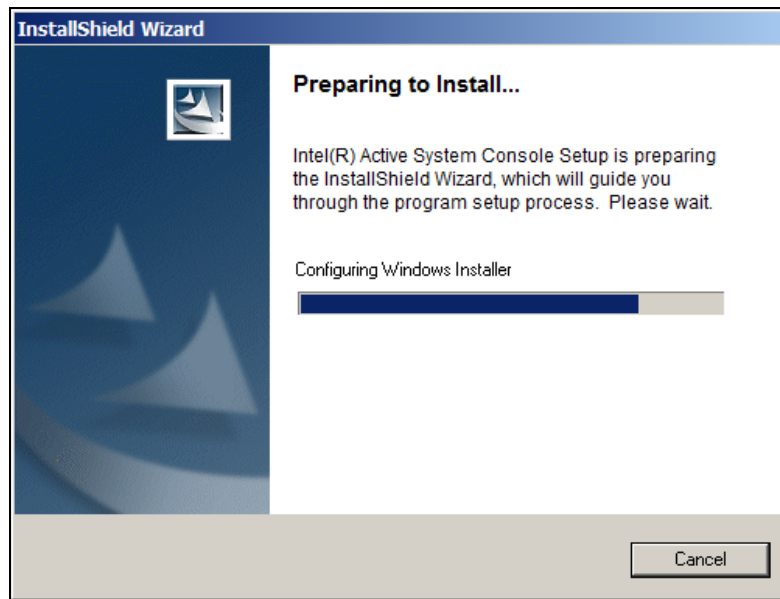 InstallShield Wizard
Preparing to Install...
Intel(R) Active System Console Setup is preparing
the InstallShield Wizard, which will guide you
through the program setup process.  Please wait.
Configuring Windows Installer
Cancel